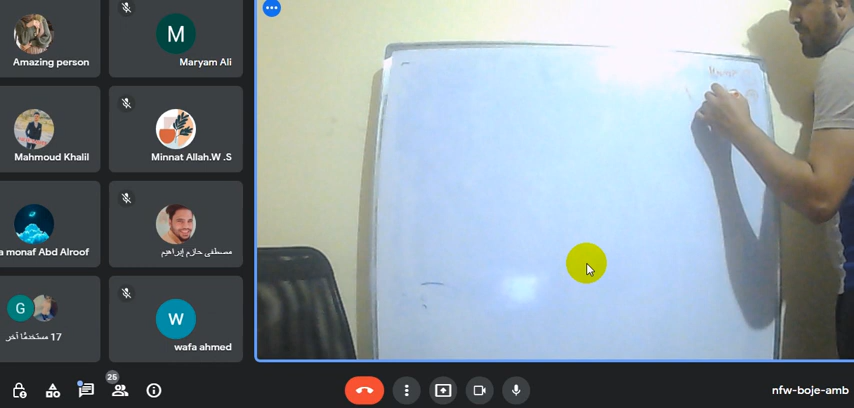 Amazing person
M
Maryam Ali
Mahmoud Khalil
Minnat Allah.W .S
a monaf Abd Alroof
مصطفى حازم إبراهيم
G
17 مستخدمًا آخر
W
wafa ahmed
25
nfw-boje-amb